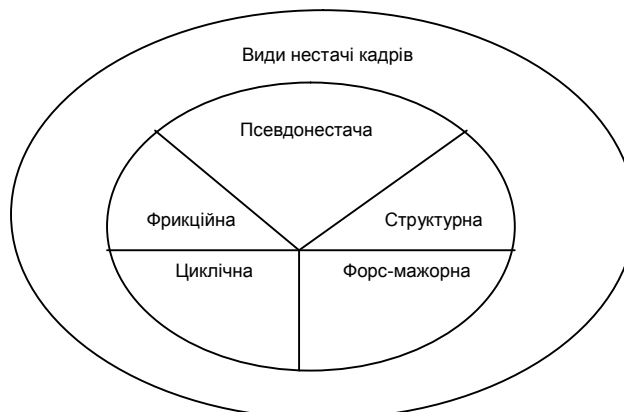 Види нестачі кадрів
Псевдонестача
Фрикційна
Структурна
Циклічна
Форс-мажорна